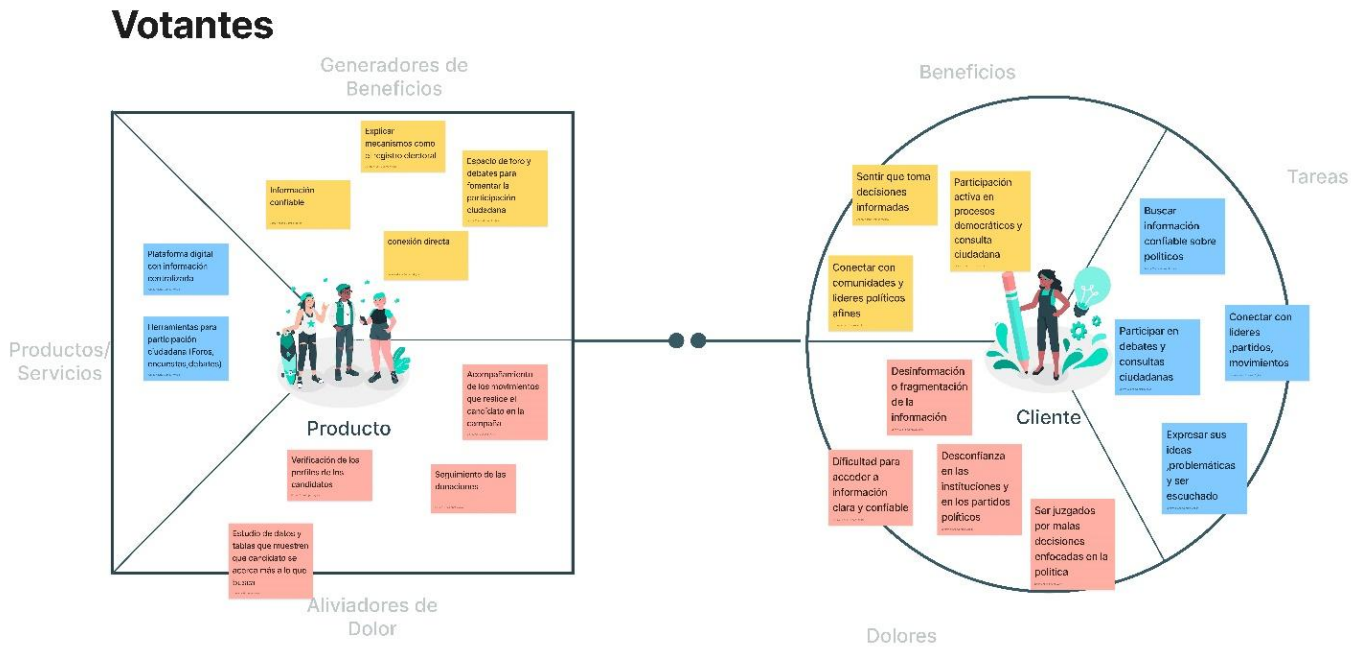 Votantes
Generadores de
Beneficios
Explicar
mecanismos como
el registro electoral
Espacio de foro y
debates para
fomentar la
participación
ciudadana
Información
confiable
conexión directa
Plataforma digital
con información
centralizada
Herramientas para
participación
ciudadana (Foros,
encuestas,debates)
Productos/
Servicios
Producto
Acompañamiento
de los movimientos
que realice el
candidato en la
campaña
Verificación de los
perfiles de los
candidatos
Seguimiento de las
donaciones
Estudio de datos y
tablas que muestren
que candidato se
acerca más a lo que
busca
Aliviadores de
Dolor
Beneficios
Tareas
Sentir que toma
decisiones
informadas
Participación
activa en
procesos
democráticos y
consulta
ciudadana
Conectar con
comunidades y
lideres políticos
afines
Buscar
información
confiable sobre
políticos
Participar en
debates y
consultas
ciudadanas
Conectar con
lideres
,partidos,
movimientos
Expresar sus
ideas
,problemáticas
y ser
escuchado
Cliente
Desinformación
o fragmentación
de la
información
Dificultad para
acceder a
información
clara y confiable
Desconfianza
en las
instituciones y
en los partidos
políticos
Ser juzgados
por malas
decisiones
enfocadas en la
política
Dolores